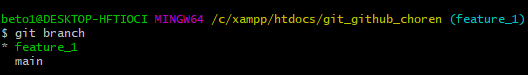 beto1@DESKTOP-HFTIOCI MINGW64 /c/xampp/htdocs/git_github_choren (feature_1)
$ git branch
* feature_1
  main